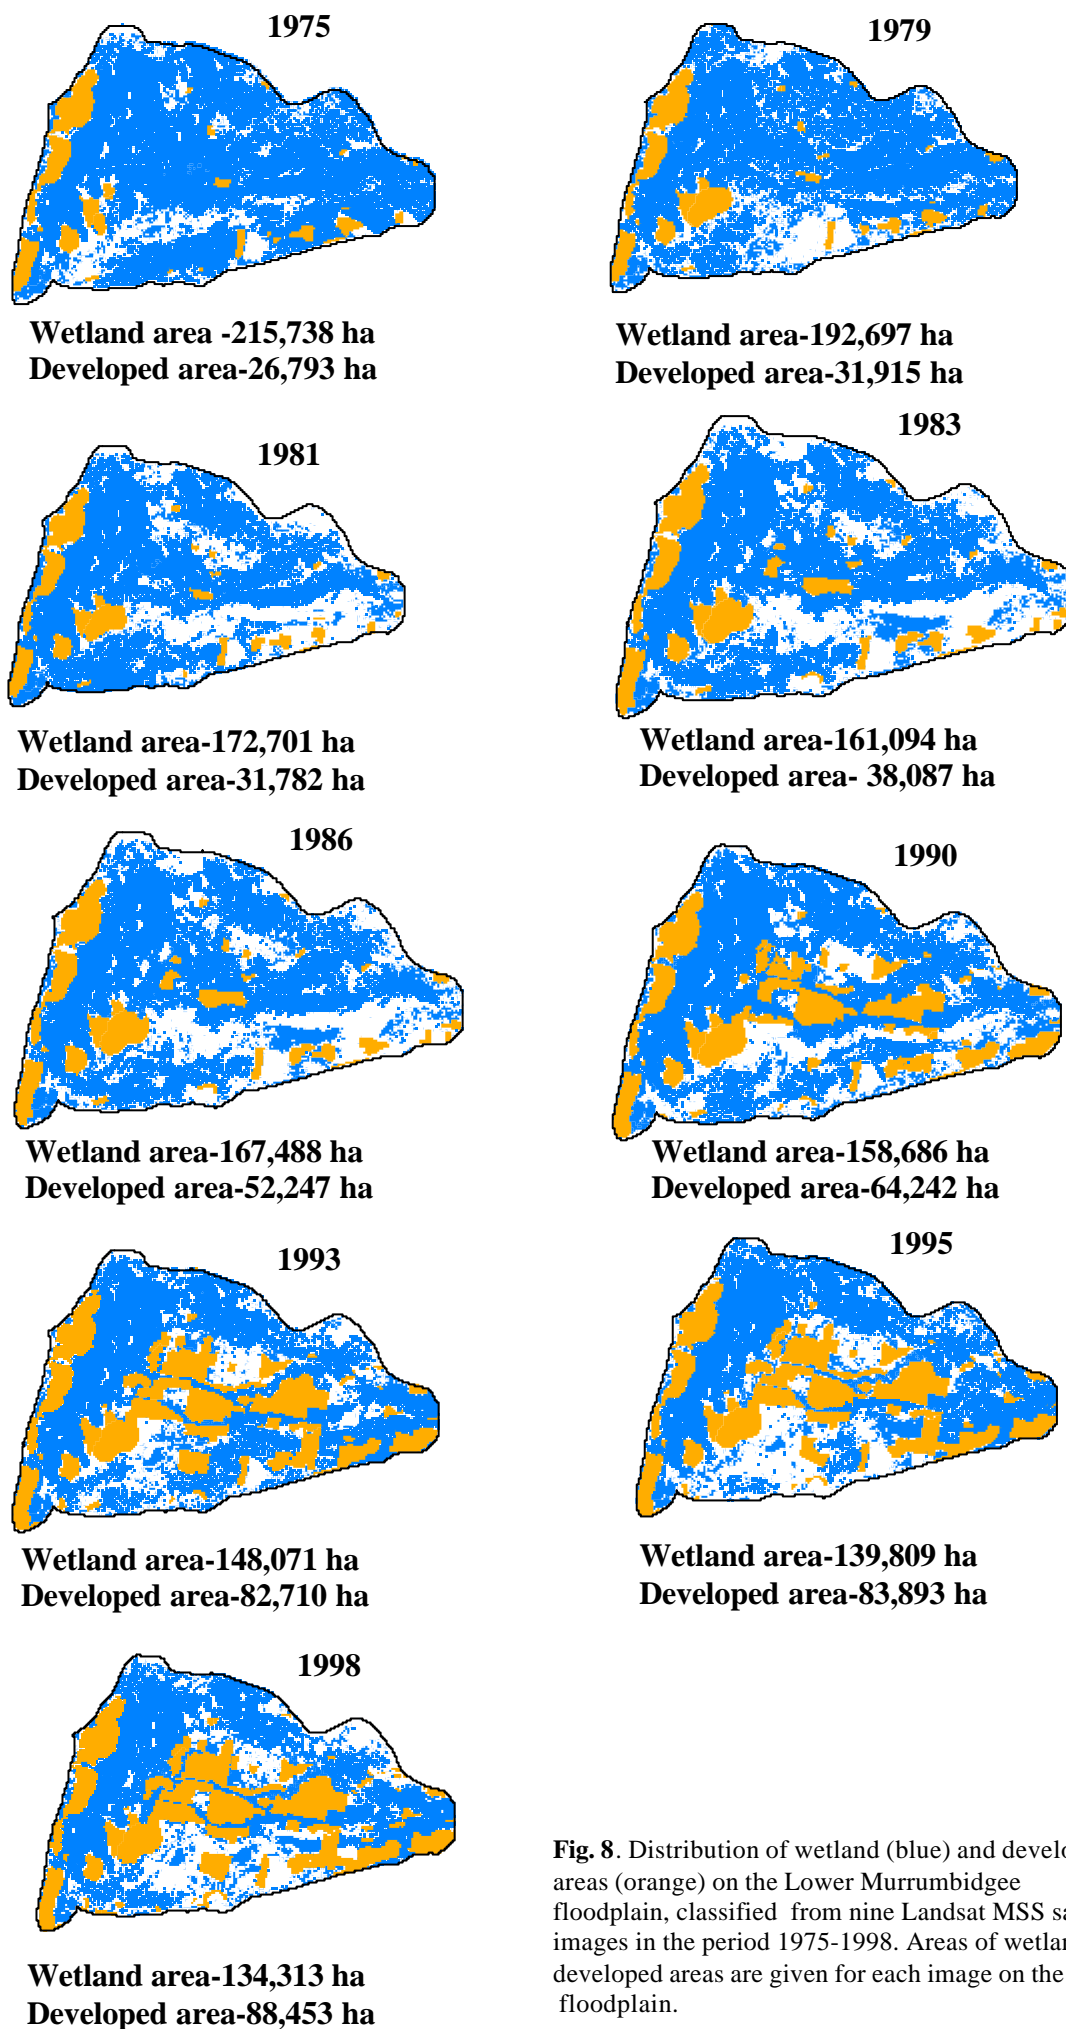 1975
Wetland area -215,738 ha
Developed area-26,793 ha
1979
Wetland area-192,697 ha
Developed area-31,915 ha
1981
Wetland area-172,701 ha
Developed area-31,782 ha
1983
Wetland area-161,094 ha
Developed area- 38,087 ha
1986
Wetland area-167,488 ha
Developed area-52,247 ha
1990
Wetland area-158,686 ha
Developed area-64,242 ha
1993
Wetland area-148,071 ha
Developed area-82,710 ha
1995
Wetland area-139,809 ha
Developed area-83,893 ha
1998
Wetland area-134,313 ha
Developed area-88,453 ha
Fig. 8. Distribution of wetland (blue) and develo
areas (orange) on the Lower Murrumbidgee
floodplain, classified from nine Landsat MSS sa
images in the period 1975-1998. Areas of wetlan
developed areas are given for each image on the
floodplain.